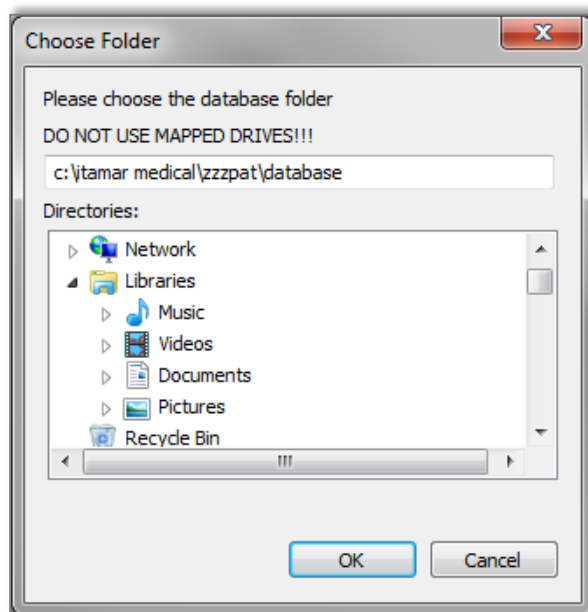 Choose Folder
Please choose the database folder
DO NOT USE MAPPED DRIVES!!!
c:\itamar medical\zzzpat\database
Directories:
Network
Libraries
Music
Videos
Documents
Pictures
Recycle Bin
OK Cancel